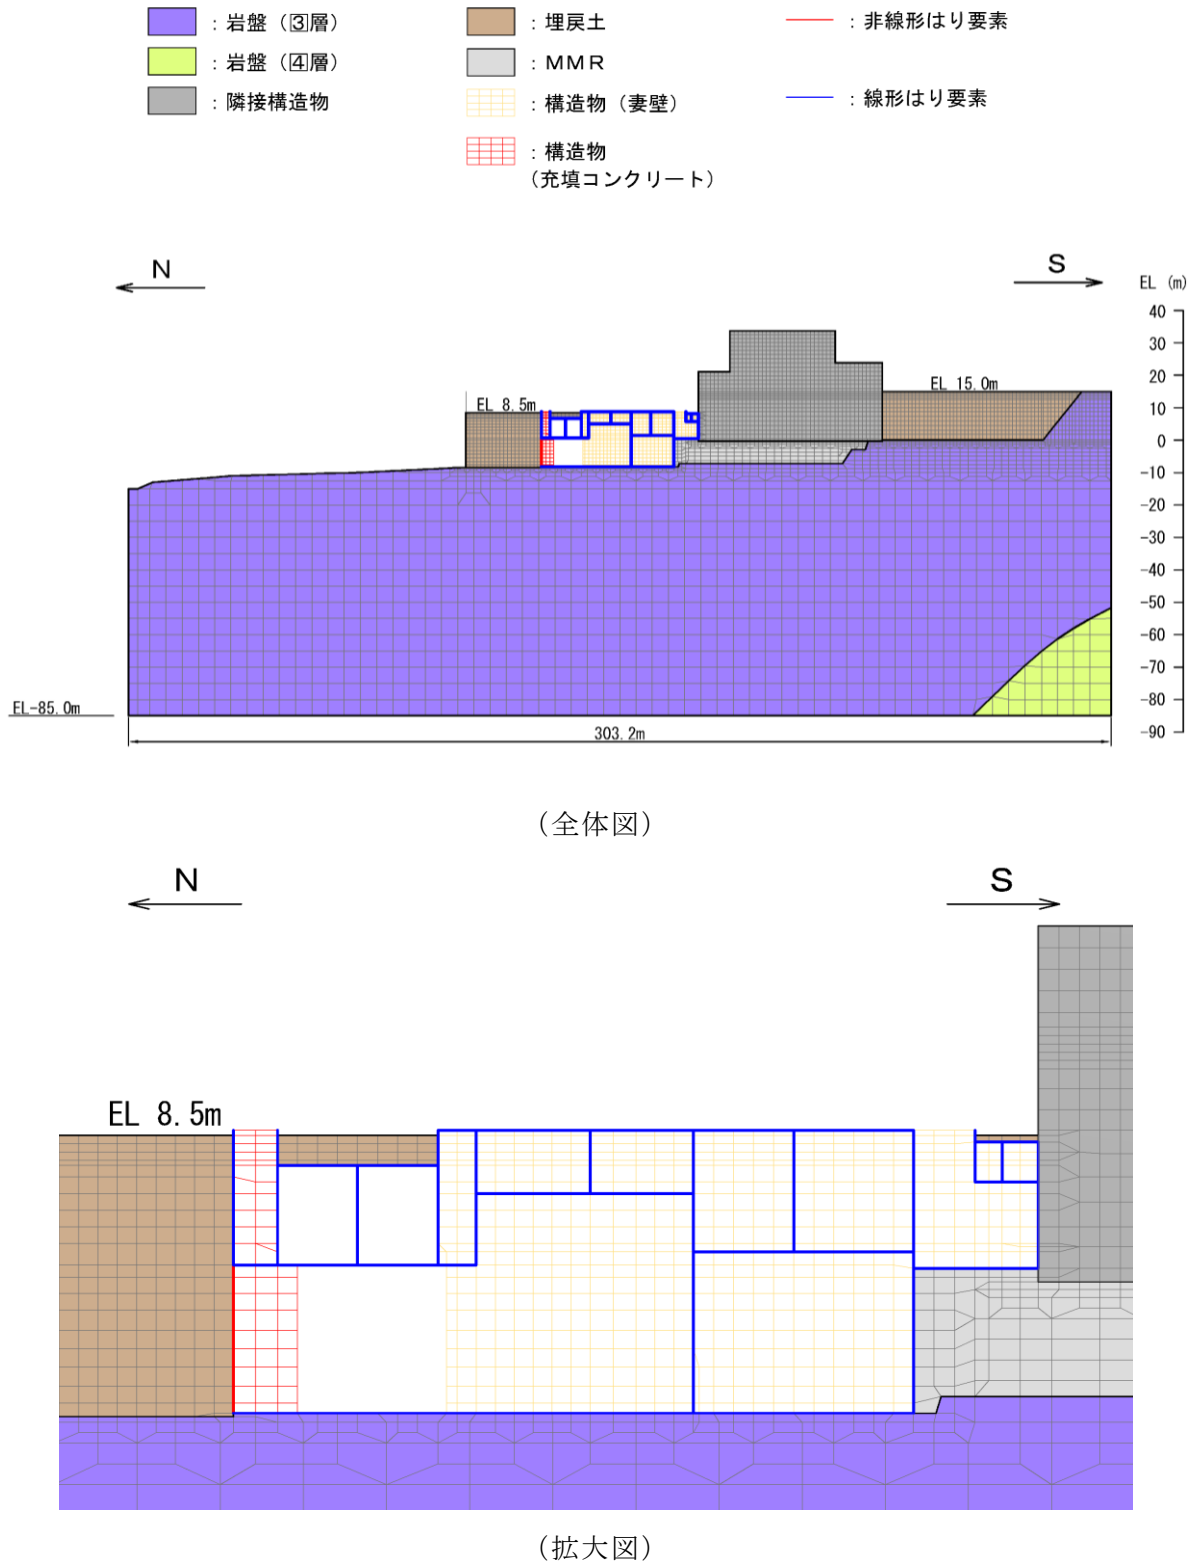 ：岩盤（3層）
：岩盤（4層）
：隣接構造物
：埋戻土
：ＭＭＲ
：構造物（妻壁）
：構造物
（充填コンクリート）
：非線形はり要素
：線形はり要素
N
S
EL (m)
40
30
20
10
0
-10
-20
-30
-40
-50
-60
-70
-80
-90
EL 8.5m
EL 15.0m
EL-85.0m
303.2m
（全体図）
N
S
EL 8.5m
（拡大図）